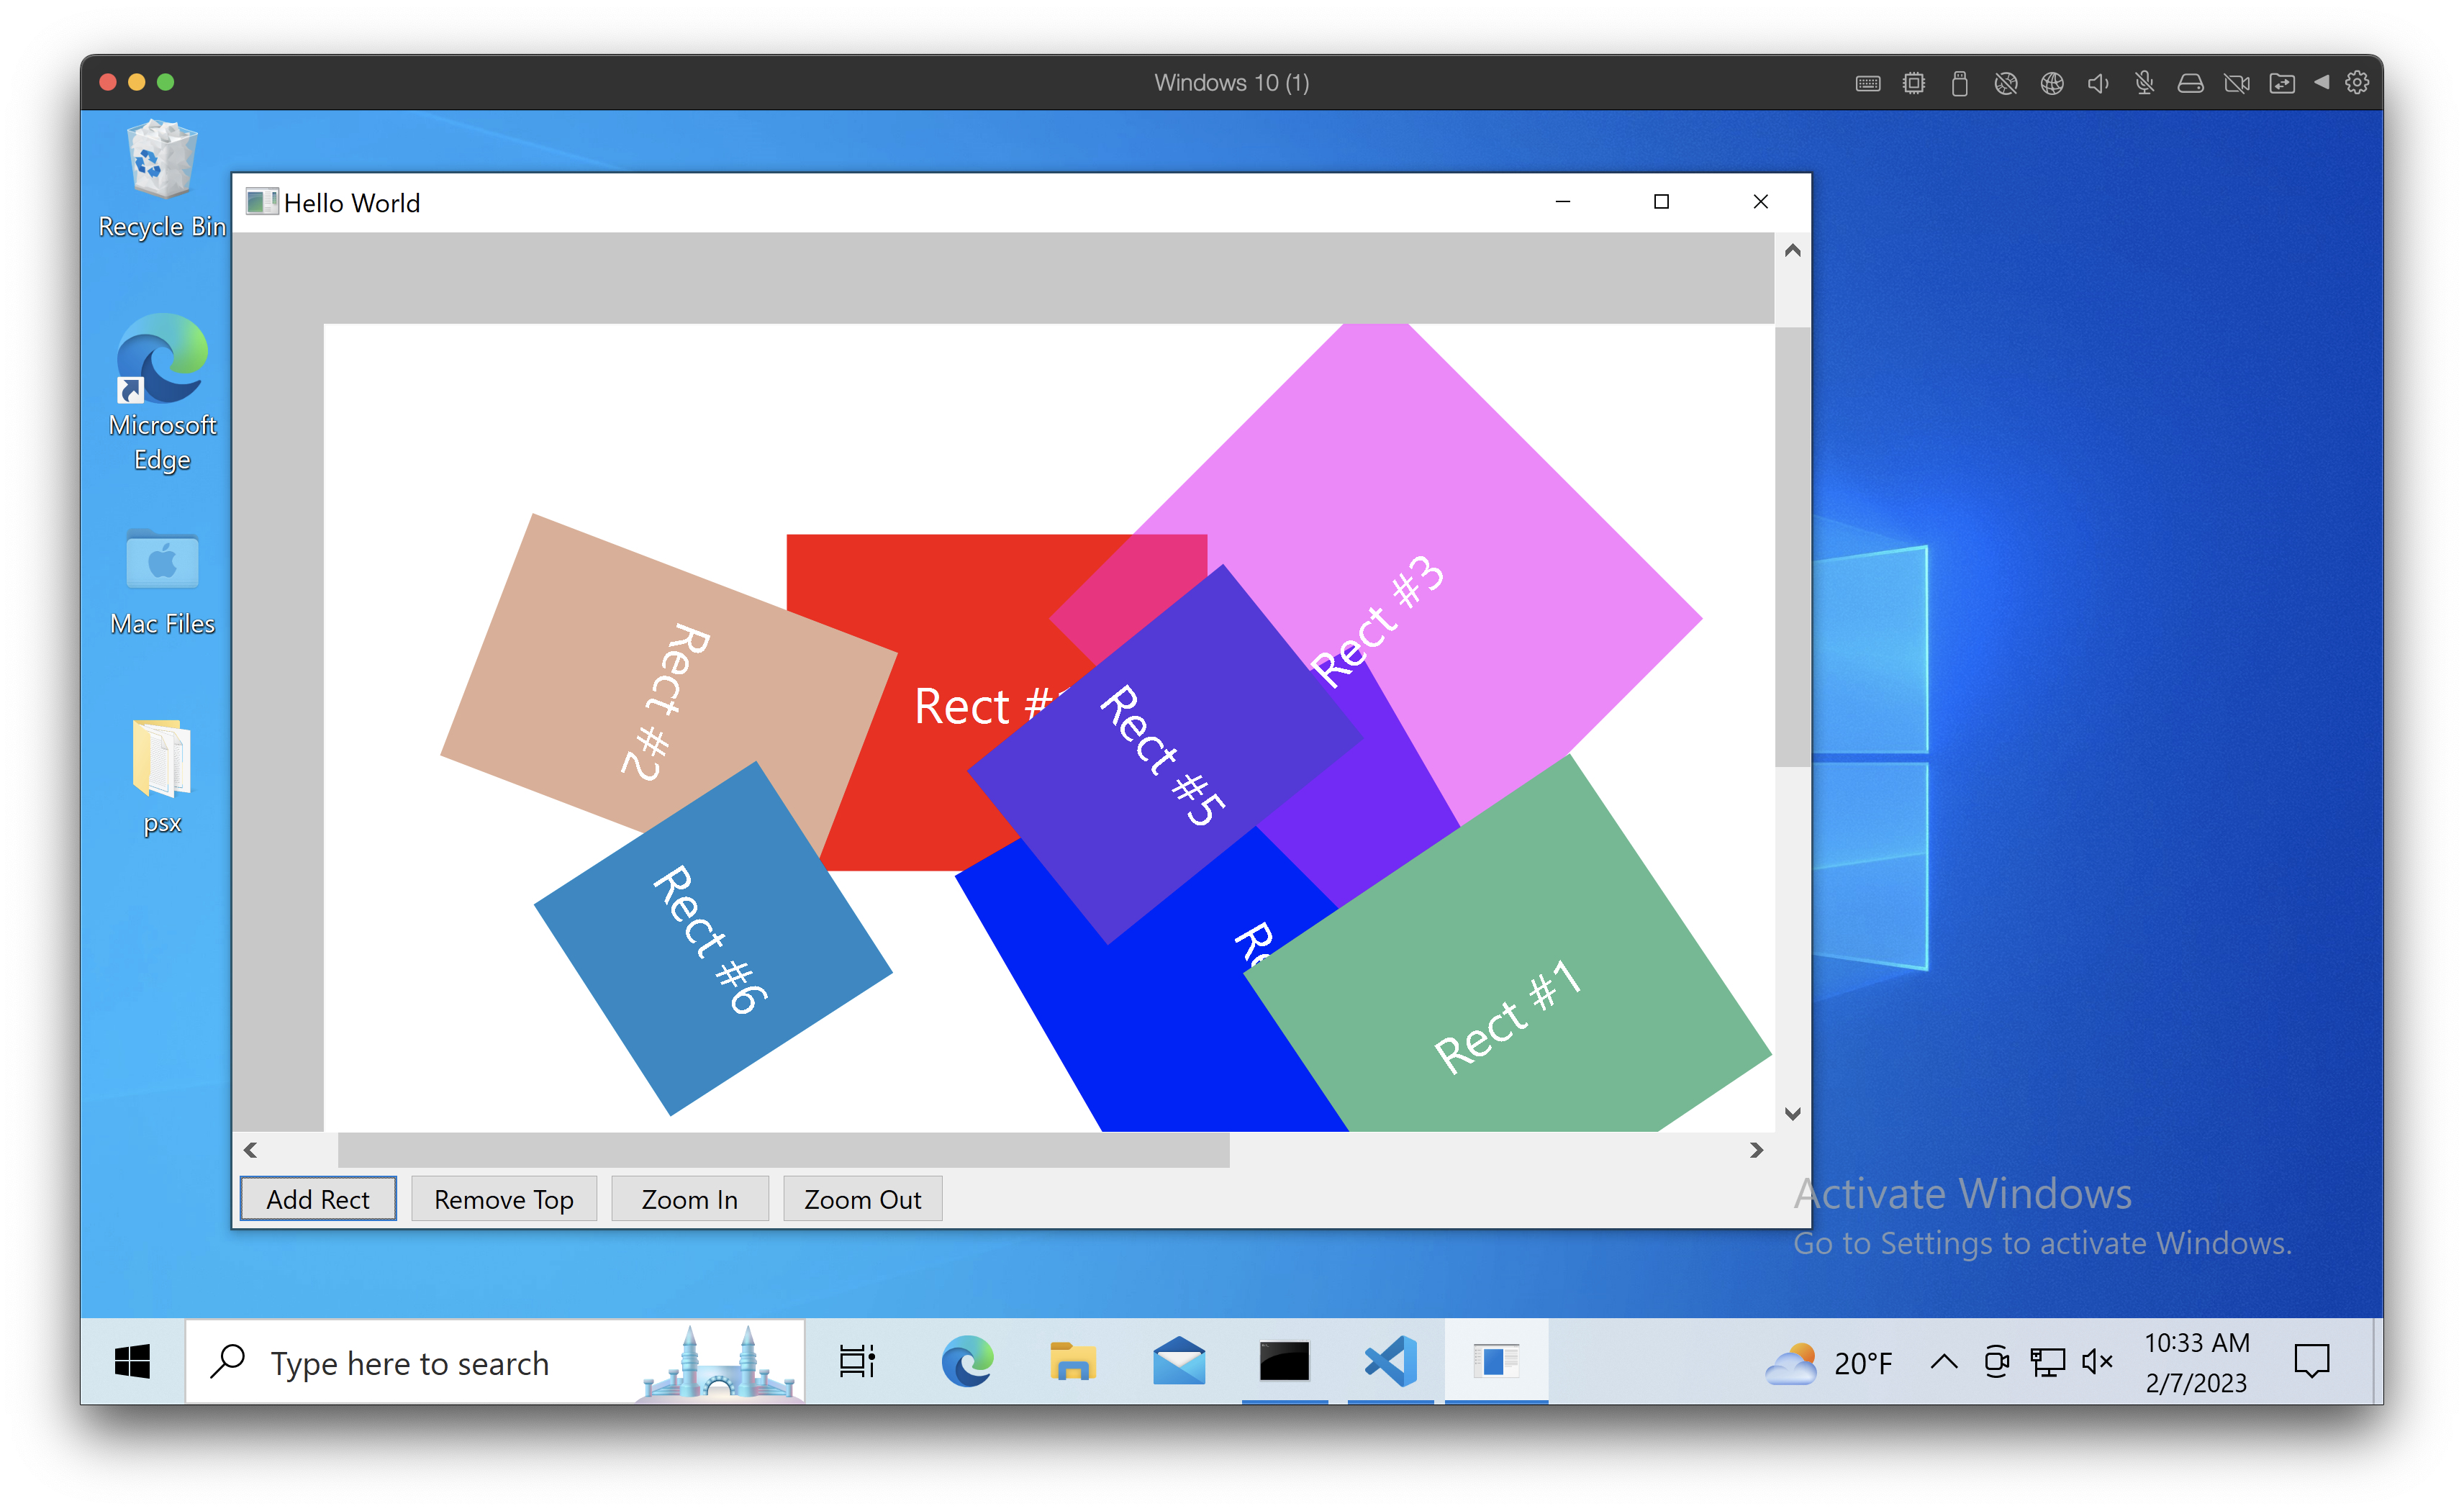 Windows 10 (1)
Recycle Bin
Hello World
Microsoft
Edge
Mac Files
psx
Rect #3
Rect #2
Rect #
Rect #5
Rect #6
Re
Rect #1
Add Rect
Remove Top
Zoom In
Zoom Out
Activate Windows
Go to Settings to activate Windows.
Type here to search
20°F
10:33 AM
2/7/2023